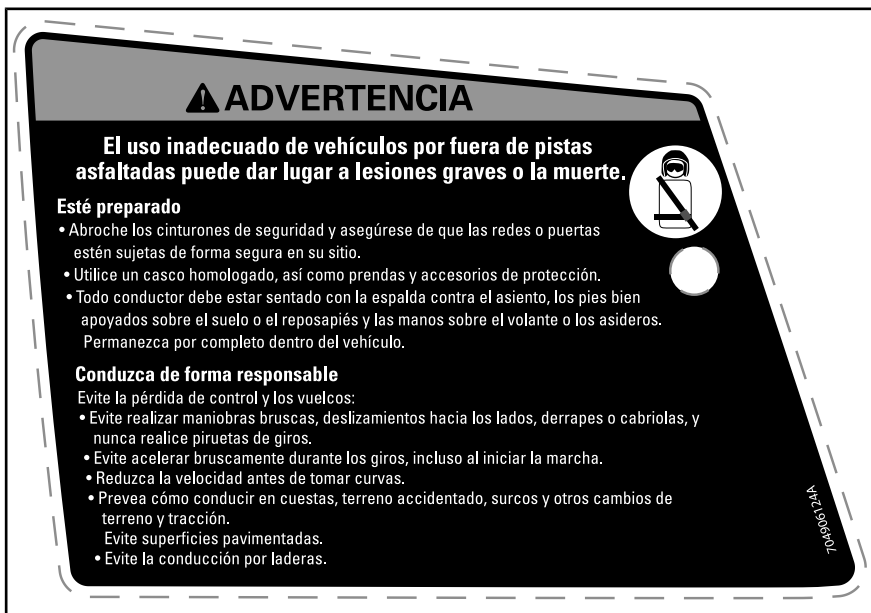 ADVERTENCIA
El uso inadecuado de vehículos por fuera de pistas
asfaltadas puede dar lugar a lesiones graves o la muerte.
Esté preparado
• Abroche los cinturones de seguridad y asegúrese de que las redes o puertas
estén sujetas de forma segura en su sitio.
• Utilice un casco homologado, así como prendas y accesorios de protección.
• Todo conductor debe estar sentado con la espalda contra el asiento, los pies bien
apoyados sobre el suelo o el reposapiés y las manos sobre el volante o los asideros.
Permanezca por completo dentro del vehículo.
Conduzca de forma responsable
Evite la pérdida de control y los vuelcos:
• Evite realizar maniobras bruscas, deslizamientos hacia los lados, derrapes o cabriolas, y
nunca realice piruetas de giros.
• Evite acelerar bruscamente durante los giros, incluso al iniciar la marcha.
• Reduzca la velocidad antes de tomar curvas.
• Prevea cómo conducir en cuestas, terreno accidentado, surcos y otros cambios de
terreno y tracción.
Evite superficies pavimentadas.
• Evite la conducción por laderas.
704906124A